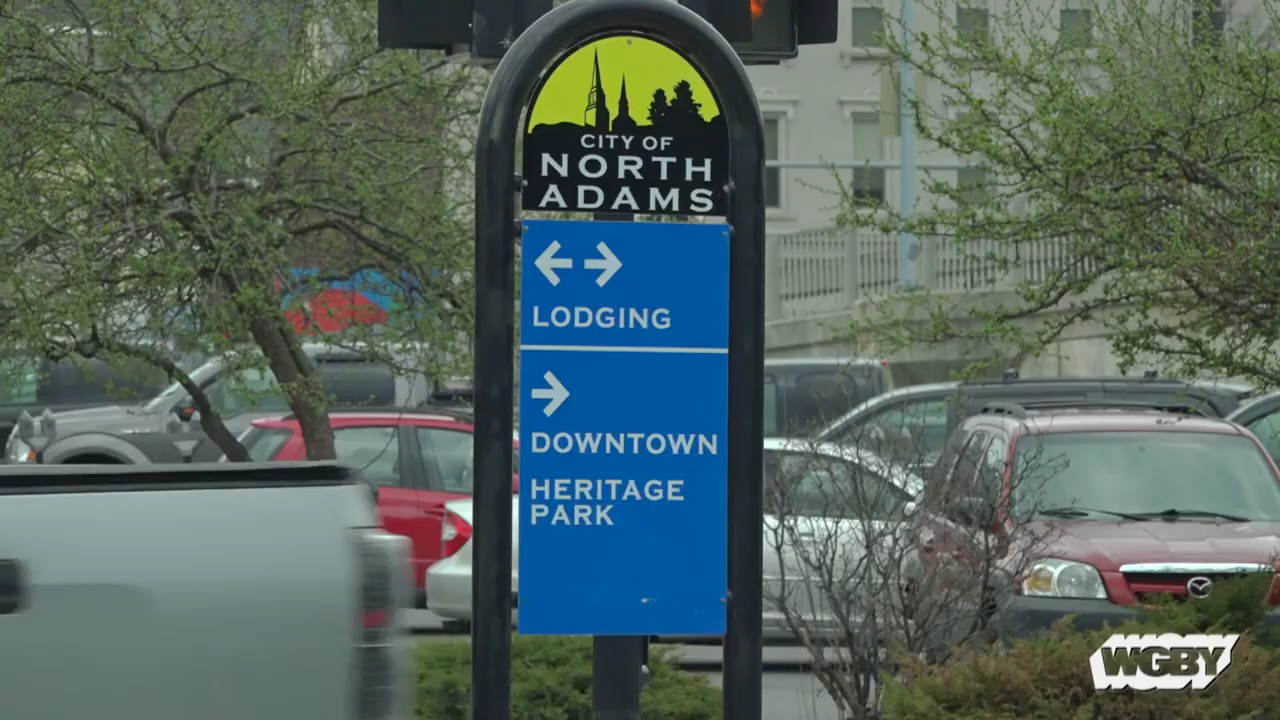 CITY OF
NORTH
ADAMS
← →
LODGING
→
DOWNTOWN
HERITAGE
PARK
WGBY